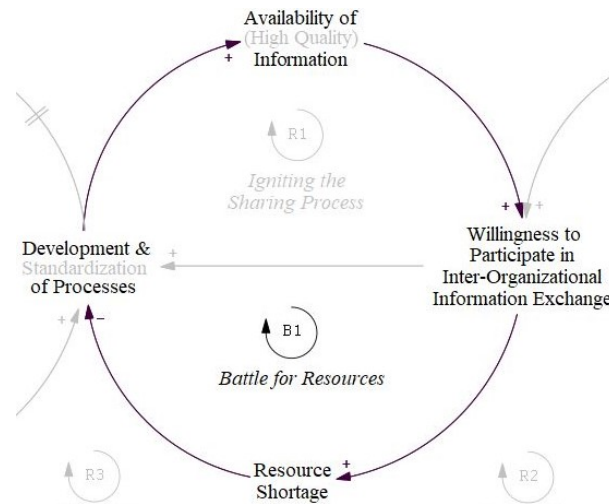 Availability of
(High Quality)
Information
+
R1
Igniting the
Sharing Process
+
+
Willingness to
Participate in
Inter-Organizational
Information Exchange
Development &
Standardization
of Processes
+
+
−
B1
Battle for Resources
R3
Resource
Shortage
+
R2